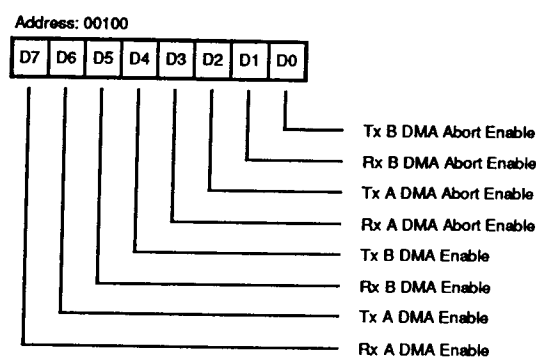 Address: 00100
D7 D6 D5 D4 D3 D2 D1 D0
Tx B DMA Abort Enable
Rx B DMA Abort Enable
Tx A DMA Abort Enable
Rx A DMA Abort Enable
Tx B DMA Enable
Rx B DMA Enable
Tx A DMA Enable
Rx A DMA Enable